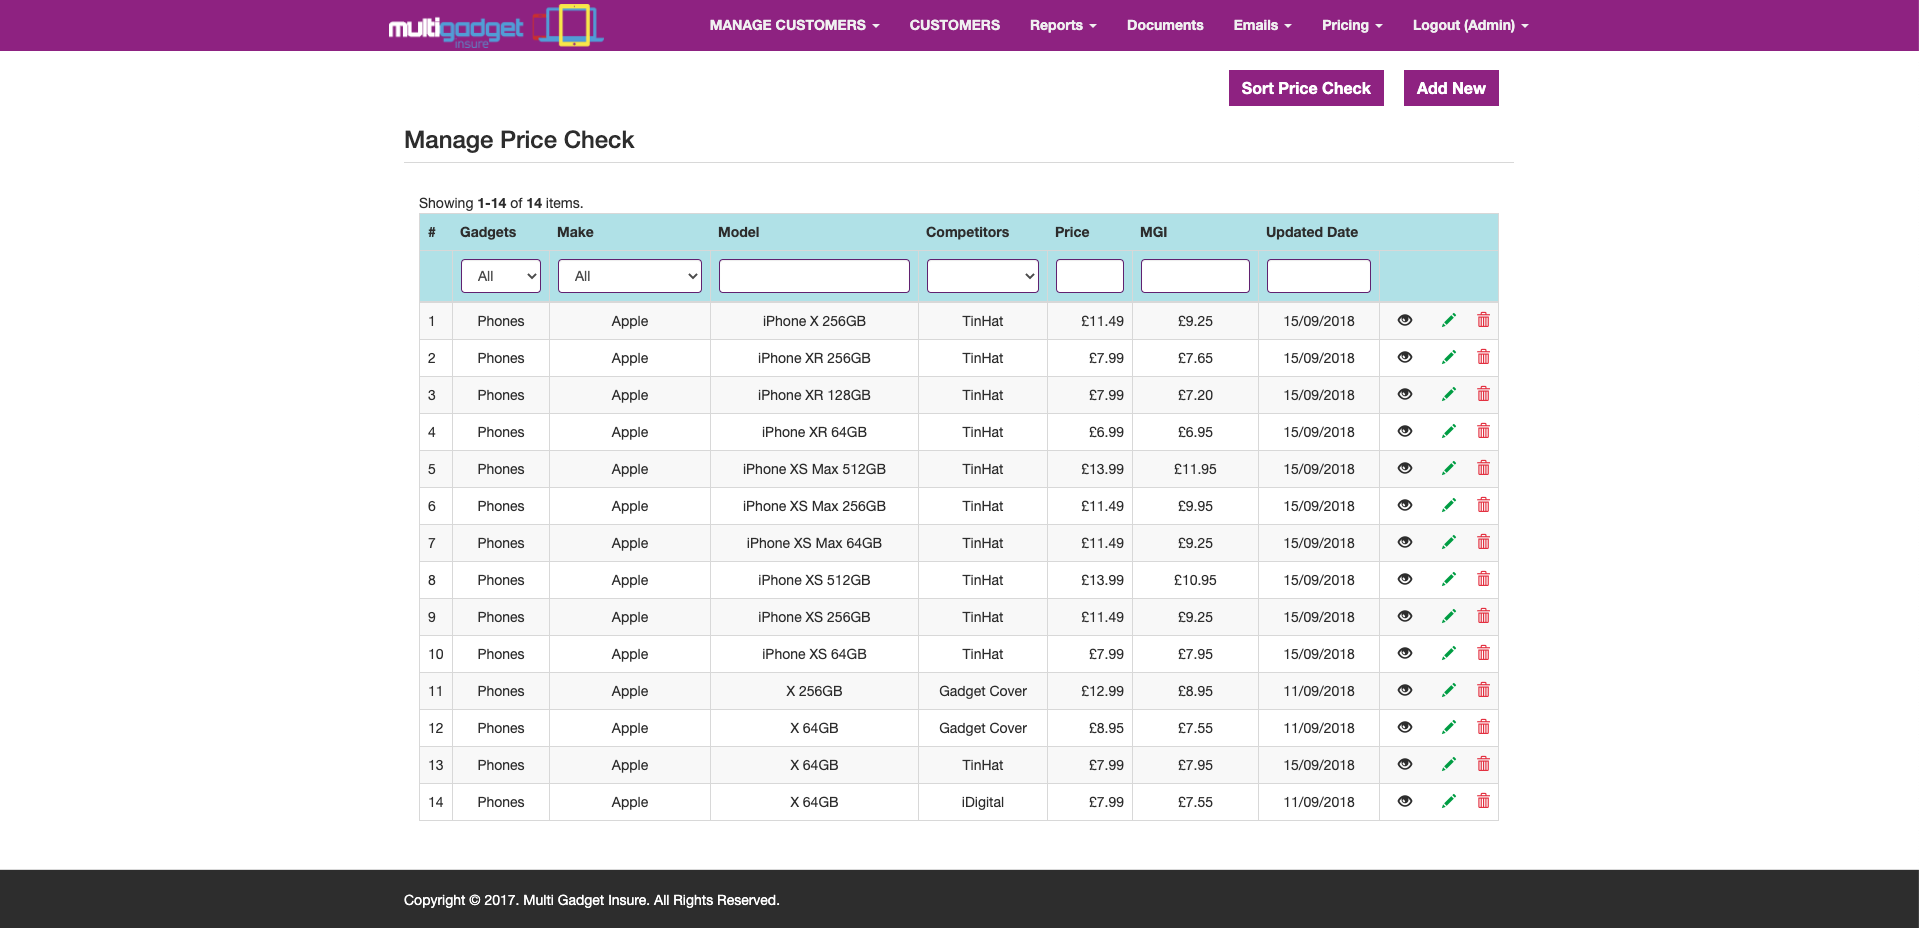 multigadget
insure
MANAGE CUSTOMERS
CUSTOMERS
Reports
Documents
Emails
Pricing
Logout (Admin)
Sort Price Check
Add New
Manage Price Check
Showing 1-14 of 14 items.
# Gadgets Make Model Competitors Price MGI Updated Date
All All
1 Phones Apple iPhone X 256GB TinHat £11.49 £9.25 15/09/2018
2 Phones Apple iPhone XR 256GB TinHat £7.99 £7.65 15/09/2018
3 Phones Apple iPhone XR 128GB TinHat £7.99 £7.20 15/09/2018
4 Phones Apple iPhone XR 64GB TinHat £6.99 £6.95 15/09/2018
5 Phones Apple iPhone XS Max 512GB TinHat £13.99 £11.95 15/09/2018
6 Phones Apple iPhone XS Max 256GB TinHat £11.49 £9.95 15/09/2018
7 Phones Apple iPhone XS Max 64GB TinHat £11.49 £9.25 15/09/2018
8 Phones Apple iPhone XS 512GB TinHat £13.99 £10.95 15/09/2018
9 Phones Apple iPhone XS 256GB TinHat £11.49 £9.25 15/09/2018
10 Phones Apple iPhone XS 64GB TinHat £7.99 £7.95 15/09/2018
11 Phones Apple X 256GB Gadget Cover £12.99 £8.95 11/09/2018
12 Phones Apple X 64GB Gadget Cover £8.95 £7.55 11/09/2018
13 Phones Apple X 64GB TinHat £7.99 £7.95 15/09/2018
14 Phones Apple X 64GB iDigital £7.99 £7.55 11/09/2018
Copyright © 2017. Multi Gadget Insure. All Rights Reserved.